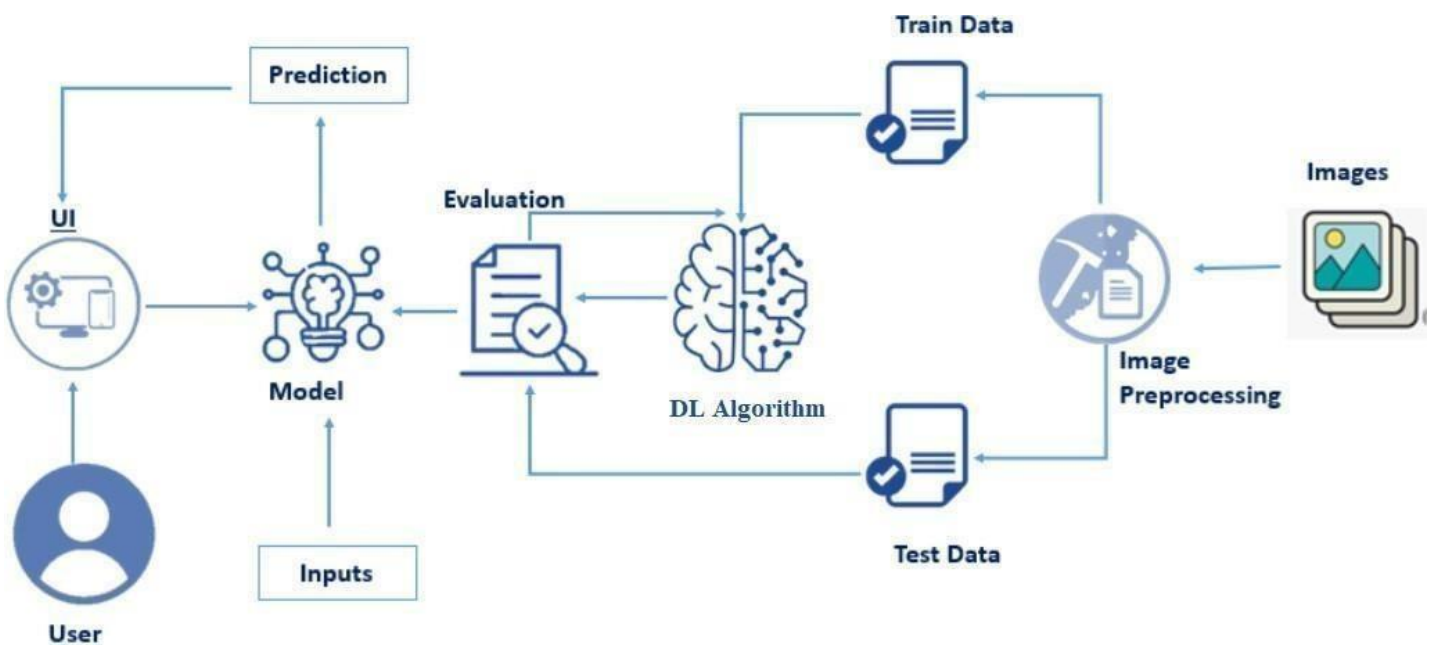 Train Data
Prediction
Images
Evaluation
UI
Image
Preprocessing
Model
DL Algorithm
Test Data
Inputs
User